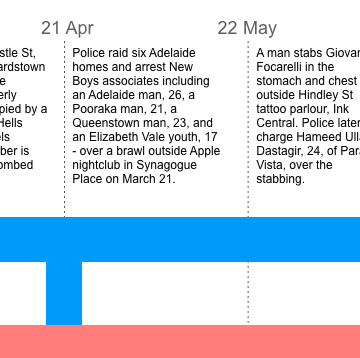 21 Apr
22 May
stle St,
ardstown
e
erly
pied by a
Hells
els
ber is
ombed
Police raid six Adelaide
homes and arrest New
Boys associates including
an Adelaide man, 26, a
Pooraka man, 21, a
Queenstown man, 23, and
an Elizabeth Vale youth, 17
- over a brawl outside Apple
nightclub in Synagogue
Place on March 21.
A man stabs Giovan
Focarelli in the
stomach and chest
outside Hindley St
tattoo parlour, Ink
Central. Police later
charge Hameed Ull
Dastagir, 24, of Par
Vista, over the
stabbing.